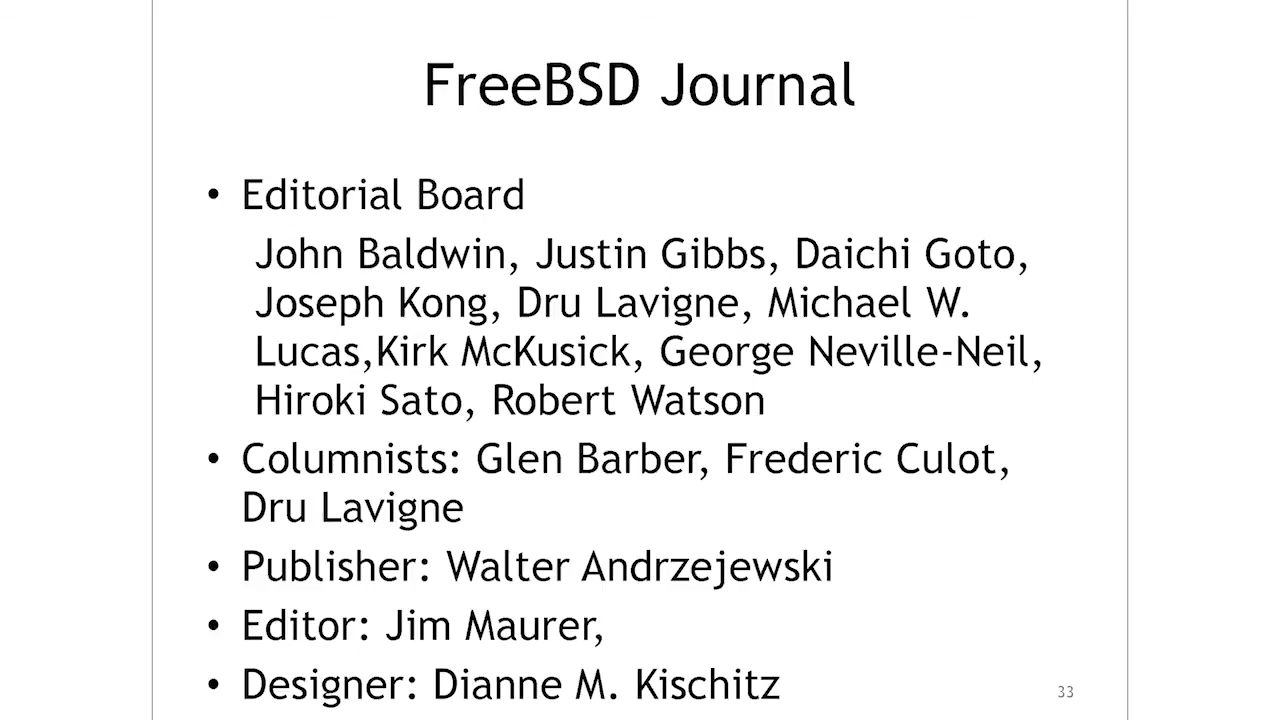 FreeBSD Journal
• Editorial Board
John Baldwin, Justin Gibbs, Daichi Goto,
Joseph Kong, Dru Lavigne, Michael W.
Lucas,Kirk McKusick, George Neville-Neil,
Hiroki Sato, Robert Watson
• Columnists: Glen Barber, Frederic Culot,
Dru Lavigne
• Publisher: Walter Andrzejewski
• Editor: Jim Maurer,
• Designer: Dianne M. Kischitz
33